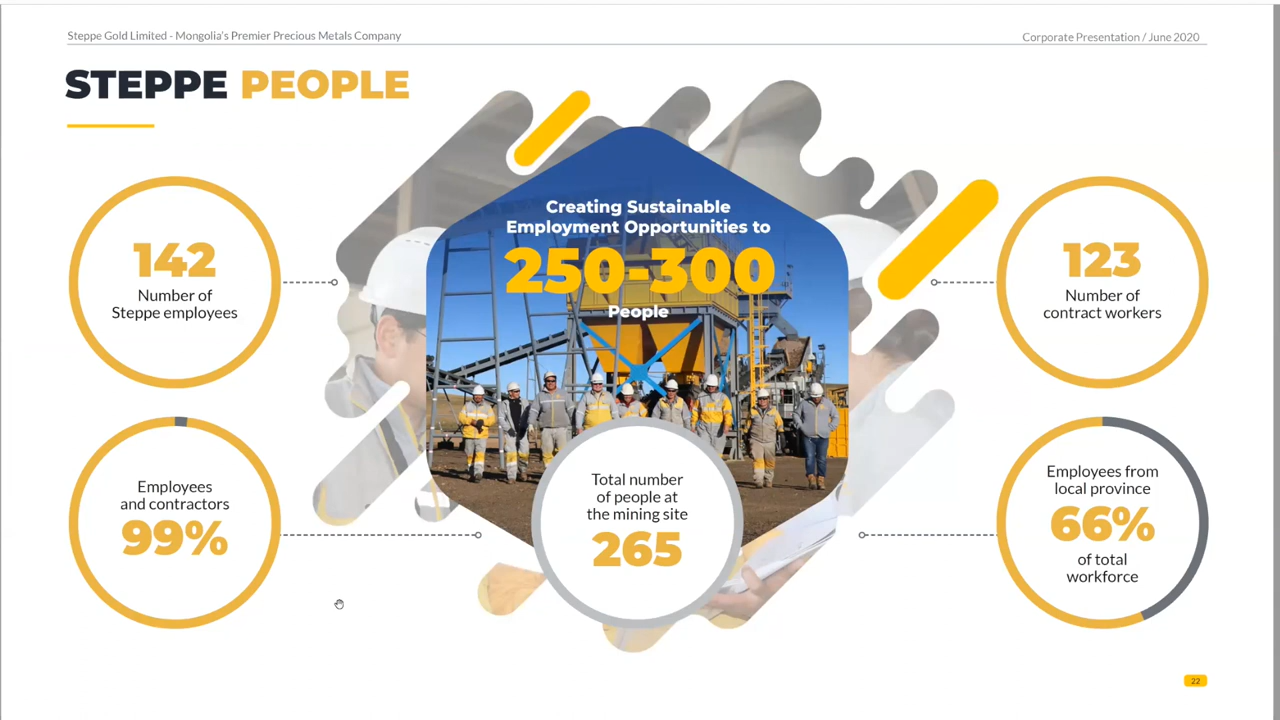 Steppe Gold Limited - Mongolia's Premier Precious Metals Company
Corporate Presentation / June 2020
STEPPE PEOPLE
Creating Sustainable
Employment Opportunities to
250-300
People
142
Number of
Steppe employees
123
Number of
contract workers
Employees
and contractors
99%
Total number
of people at
the mining site
265
Employees from
local province
66%
of total
workforce
22